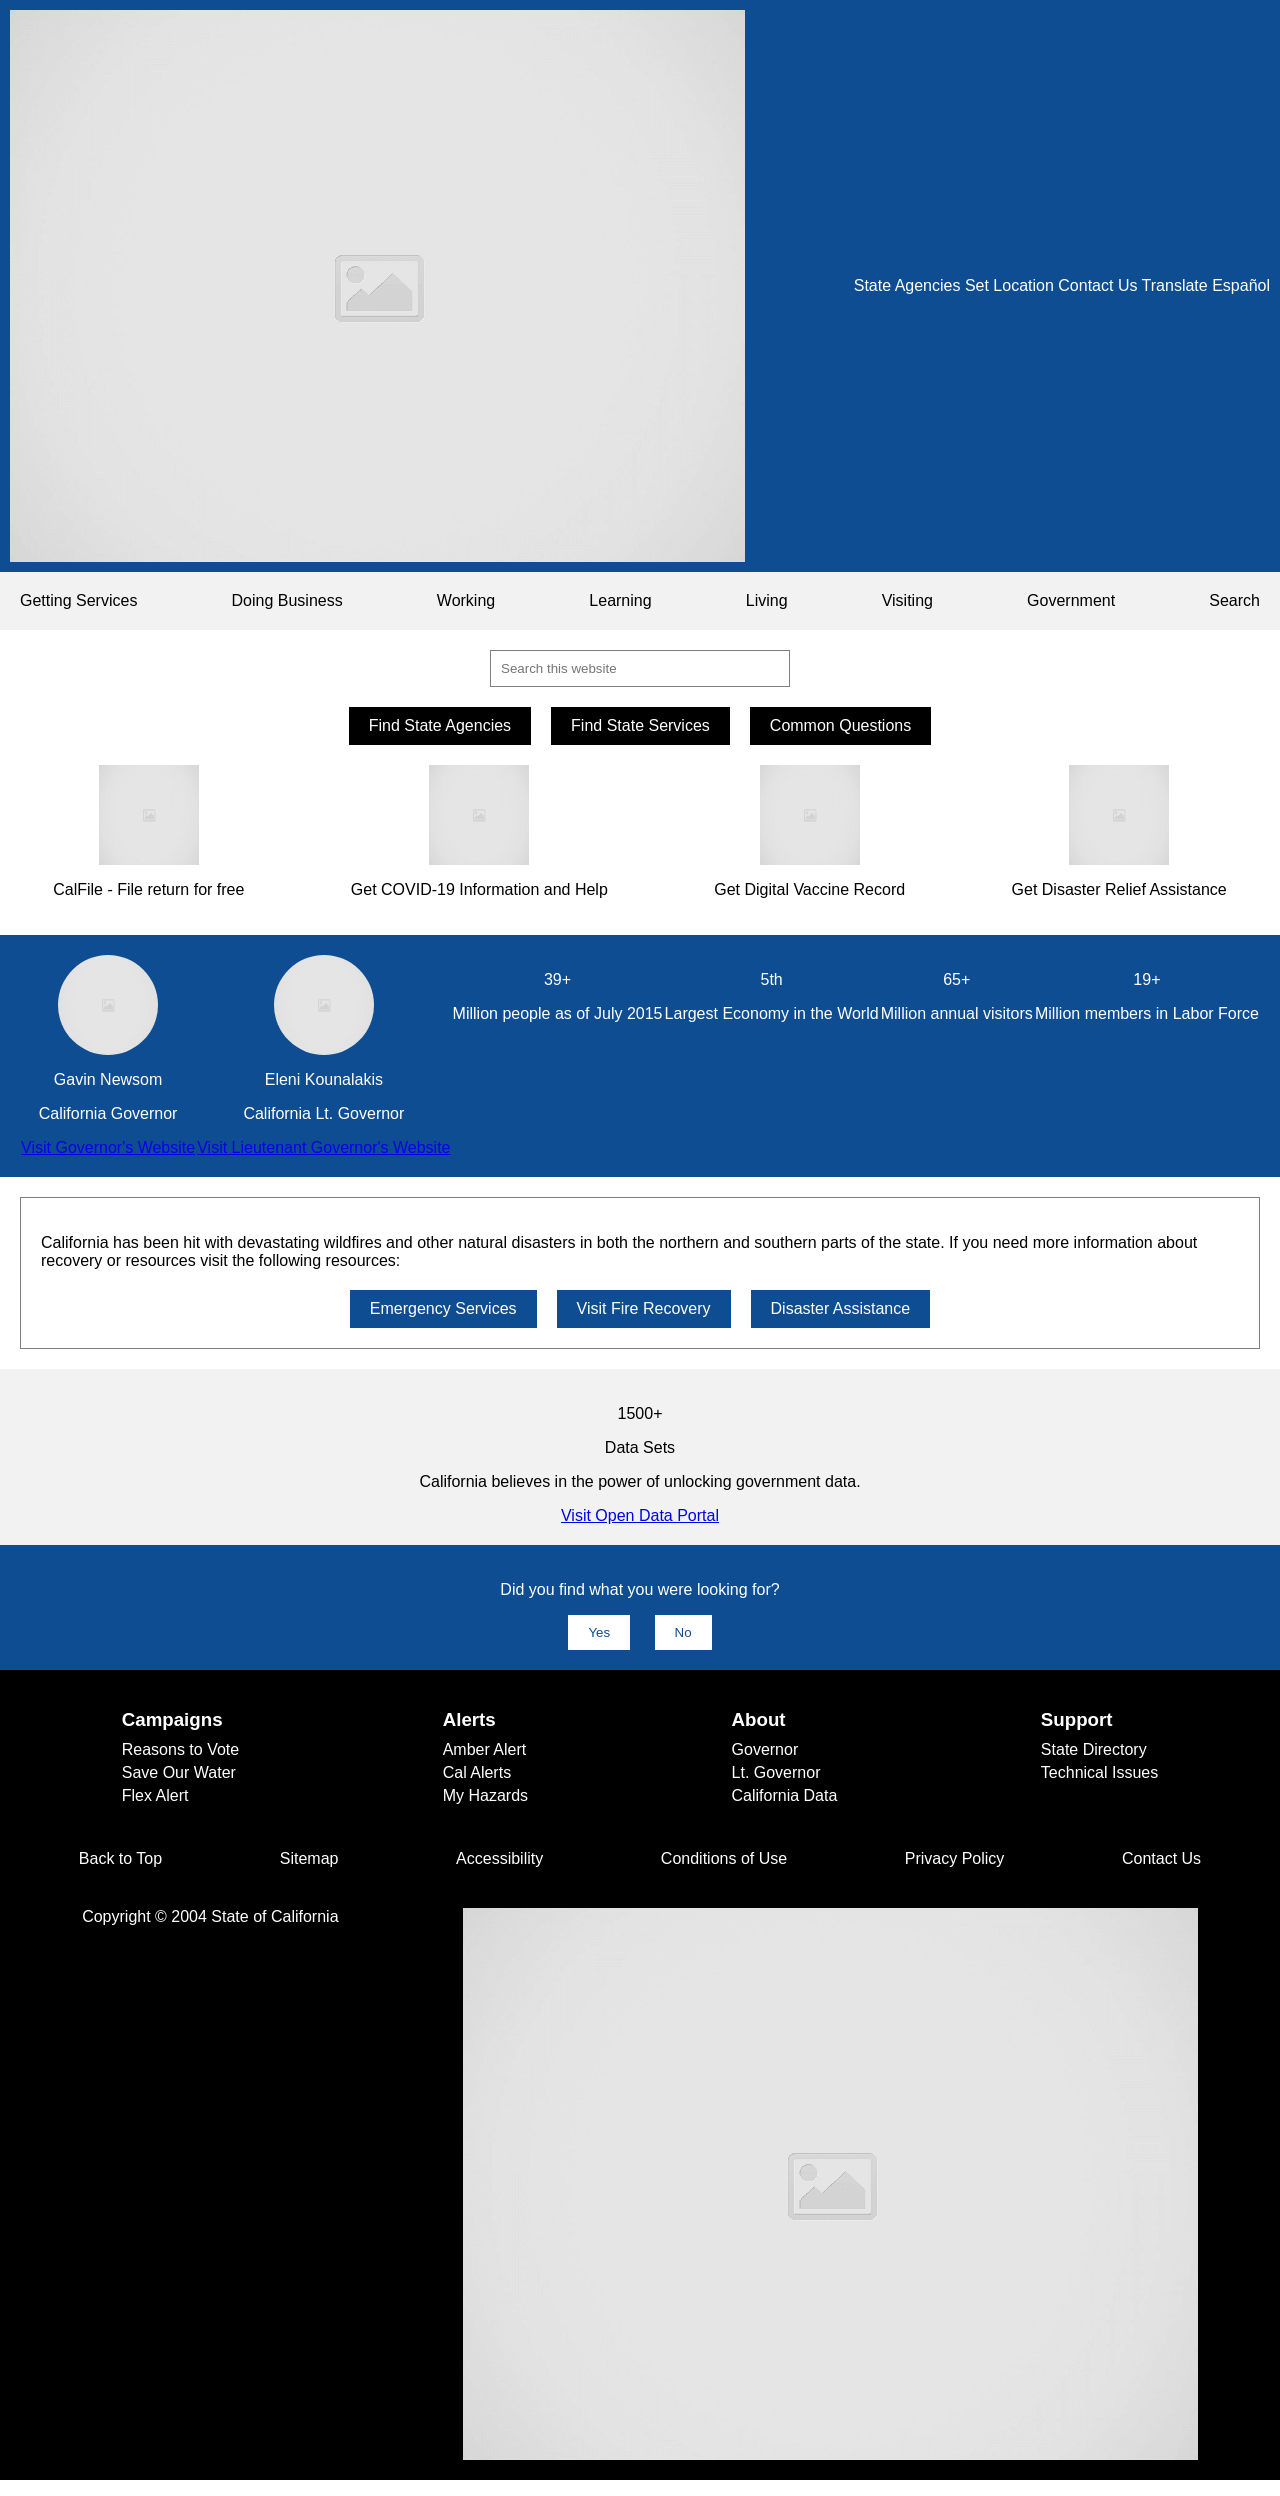 State Agencies Set Location Contact Us Translate Español
Getting Services Doing Business Working Learning Living Visiting Government Search
Search this website
Find State Agencies Find State Services Common Questions
CalFile - File return for free Get COVID-19 Information and Help Get Digital Vaccine Record Get Disaster Relief Assistance
Gavin Newsom
California Governor
Visit Governor's Website
Eleni Kounalakis
California Lt. Governor
Visit Lieutenant Governor's Website
39+
Million people as of July 2015
5th
Largest Economy in the World
65+
Million annual visitors
19+
Million members in Labor Force
California has been hit with devastating wildfires and other natural disasters in both the northern and southern parts of the state. If you need more information about
recovery or resources visit the following resources:
Emergency Services Visit Fire Recovery Disaster Assistance
1500+
Data Sets
California believes in the power of unlocking government data.
Visit Open Data Portal
Did you find what you were looking for?
Yes No
Campaigns
Reasons to Vote
Save Our Water
Flex Alert
Alerts
Amber Alert
Cal Alerts
My Hazards
About
Governor
Lt. Governor
California Data
Support
State Directory
Technical Issues
Back to Top Sitemap Accessibility Conditions of Use Privacy Policy Contact Us
Copyright © 2004 State of California